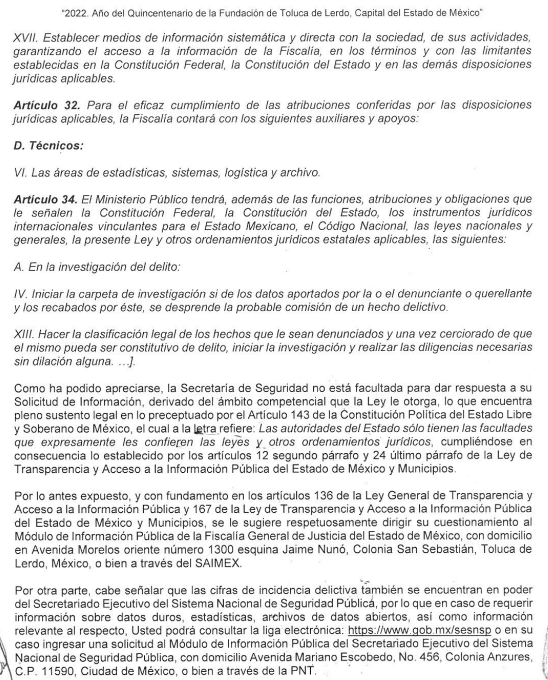 “2022. Año del Quincentenario de la Fundación de Toluca de Lerdo, Capital del Estado de México”
XVII. Establecer medios de información sistemática y directa con la sociedad, de sus actividades,
garantizando el acceso a la información de la Fiscalía, en los términos y con las limitantes
establecidas en la Constitución Federal, la Constitución del Estado y en las demás disposiciones
jurídicas aplicables.
Artículo 32. Para el eficaz cumplimiento de las atribuciones conferidas por las disposiciones
jurídicas aplicables, la Fiscalía contará con los siguientes auxiliares y apoyos:
D. Técnicos:
VI. Las áreas de estadísticas, sistemas, logística y archivo.
Artículo 34. El Ministerio Público tendrá, además de las funciones, atribuciones y obligaciones que
le señalen la Constitución Federal, la Constitución del Estado, los instrumentos jurídicos
internacionales vinculantes para el Estado Mexicano, el Código Nacional, las leyes nacionales y
generales, la presente Ley y otros ordenamientos jurídicos estatales aplicables, las siguientes:
A. En la investigación del delito:
IV. Iniciar la carpeta de investigación si de los datos aportados por la o el denunciante o querellante
y los recabados por éste, se desprende la probable comisión de un hecho delictivo.
XIII. Hacer la clasificación legal de los hechos que le sean denunciados y una vez cerciorado de que
el mismo pueda ser constitutivo de delito, iniciar la investigación y realizar las diligencias necesarias
sin dilación alguna. …].
Como ha podido apreciarse, la Secretaría de Seguridad no está facultada para dar respuesta a su
Solicitud de Información, derivado del ámbito competencial que la Ley le otorga, lo que encuentra
pleno sustento legal en lo preceptuado por el Artículo 143 de la Constitución Política del Estado Libre
y Soberano de México, el cual a la letra refiere: Las autoridades del Estado sólo tienen las facultades
que expresamente les confieren las leyes y otros ordenamientos jurídicos, cumpliéndose en
consecuencia lo establecido por los artículos 12 segundo párrafo y 24 último párrafo de la Ley de
Transparencia y Acceso a la Información Pública del Estado de México y Municipios.
Por lo antes expuesto, y con fundamento en los artículos 136 de la Ley General de Transparencia y
Acceso a la Información Pública y 167 de la Ley de Transparencia y Acceso a la Información Pública
del Estado de México y Municipios, se le sugiere respetuosamente dirigir su cuestionamiento al
Módulo de Información Pública de la Fiscalía General de Justicia del Estado de México, con domicilio
en Avenida Morelos oriente número 1300 esquina Jaime Nunó, Colonia San Sebastián, Toluca de
Lerdo, México, o bien a través del SAIMEX.
Por otra parte, cabe señalar que las cifras de incidencia delictiva también se encuentran en poder
del Secretariado Ejecutivo del Sistema Nacional de Seguridad Pública, por lo que en caso de requerir
información sobre datos duros, estadísticas, archivos de datos abiertos, así como información
relevante al respecto, Usted podrá consultar la liga electrónica: https://www.gob.mx/sesnsp o en su
caso ingresar una solicitud al Módulo de Información Pública del Secretariado Ejecutivo del Sistema
Nacional de Seguridad Pública, con domicilio Avenida Mariano Escobedo, No. 456, Colonia Anzures,
C.P. 11590, Ciudad de México, o bien a través de la PNT.